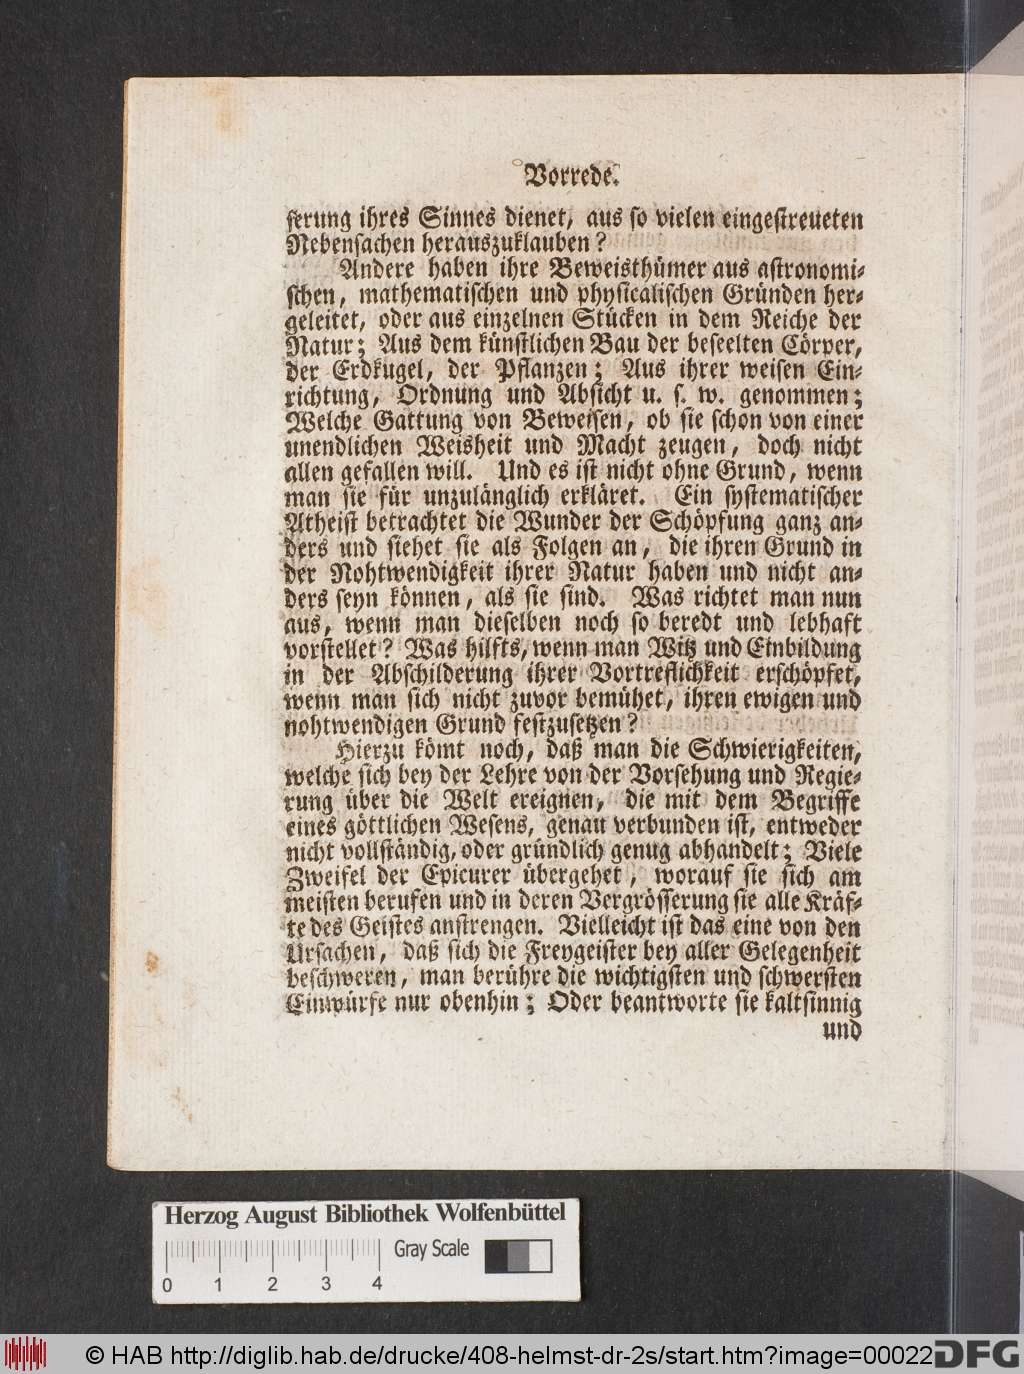 Vorrede.
ferung ihres Sinnes dienet, aus so vielen eingestreueten
Nebensachen herauszuklauben?
Andere haben ihre Beweisthümer aus astronomi-
schen, mathematischen und physicalischen Gründen her-
geleitet, oder aus einzelnen Stücken in dem Reiche der
Natur; Aus dem künstlichen Bau der beseelten Cörper,
der Erdkugel, der Pflanzen; Aus ihrer weisen Ein-
richtung, Ordnung und Absicht u. s. w. genommen;
Welche Gattung von Beweisen, ob sie schon von einer
unendlichen Weisheit und Macht zeugen, doch nicht
allen gefallen will. Und es ist nicht ohne Grund, wenn
man sie für unzulänglich erkläret. Ein systematischer
Atheist betrachtet die Wunder der Schöpfung ganz an-
ders und siehet sie als Folgen an, die ihren Grund in
der Nohtwendigkeit ihrer Natur haben und nicht an-
ders seyn können, als sie sind. Was richtet man nun
aus, wenn man dieselben noch so beredt und lebhaft
vorstellet? Was hilfts, wenn man Witz und Einbildung
in der Abschilderung ihrer Vortreflichkeit erschöpfet,
wenn man sich nicht zuvor bemühet, ihren ewigen und
nohtwendigen Grund festzusetzen?
Hierzu kömt noch, daß man die Schwierigkeiten,
welche sich bey der Lehre von der Vorsehung und Regie-
rung über die Welt ereignen, die mit dem Begriffe
eines göttlichen Wesens, genau verbunden ist, entweder
nicht vollständig, oder gründlich genug abhandelt; Viele
Zweifel der Epicurer übergehet, worauf sie sich am
meisten berufen und in deren Vergrösserung sie alle Kräf-
te des Geistes anstrengen. Vielleicht ist das eine von den
Ursachen, daß sich die Freygeister bey aller Gelegenheit
beschweren, man berühre die wichtigsten und schwersten
Einwürfe nur obenhin; Oder beantworte sie kaltsinnig
und
Herzog August Bibliothek Wolfenbüttel
Gray Scale
0 1 2 3 4
© HAB http://diglib.hab.de/drucke/408-helmst-dr-2s/start.htm?image=00022
DFG